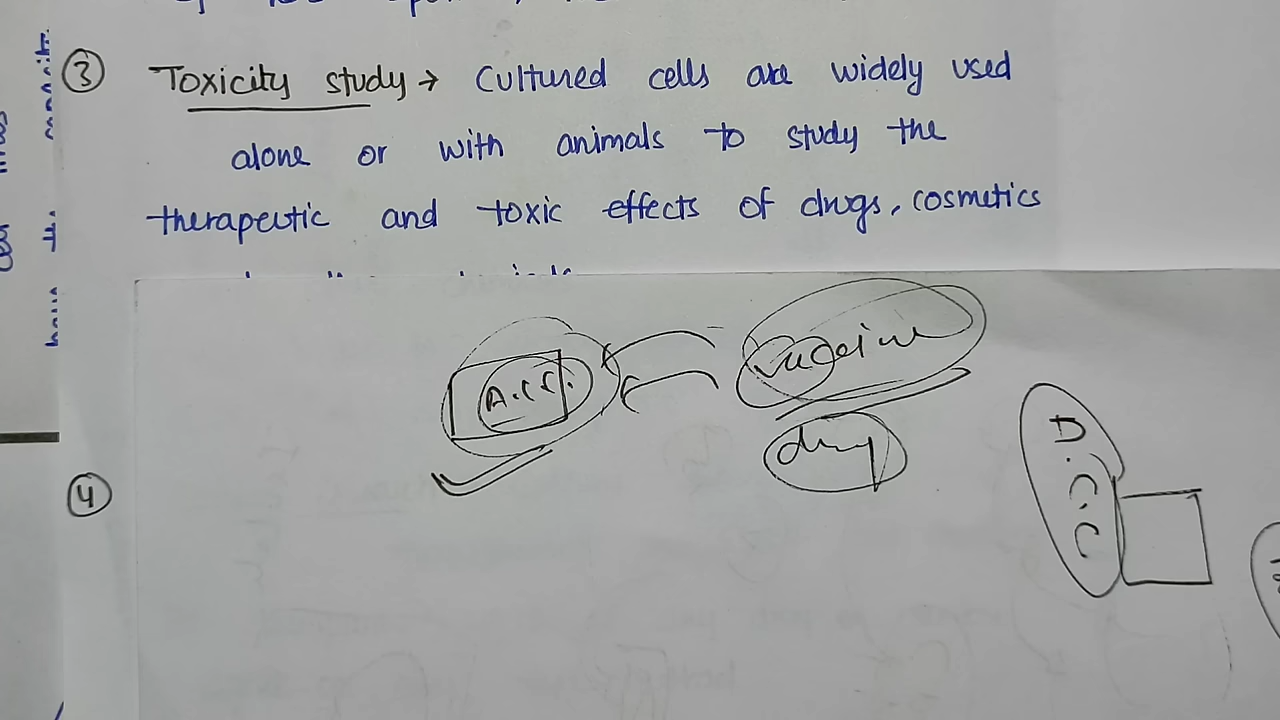 ③ Toxicity study → Cultured cells are widely used
alone or with animals to study the
therapeutic and toxic effects of drugs, cosmetics
A.C.C. vaccine
drug
D.C.C
④